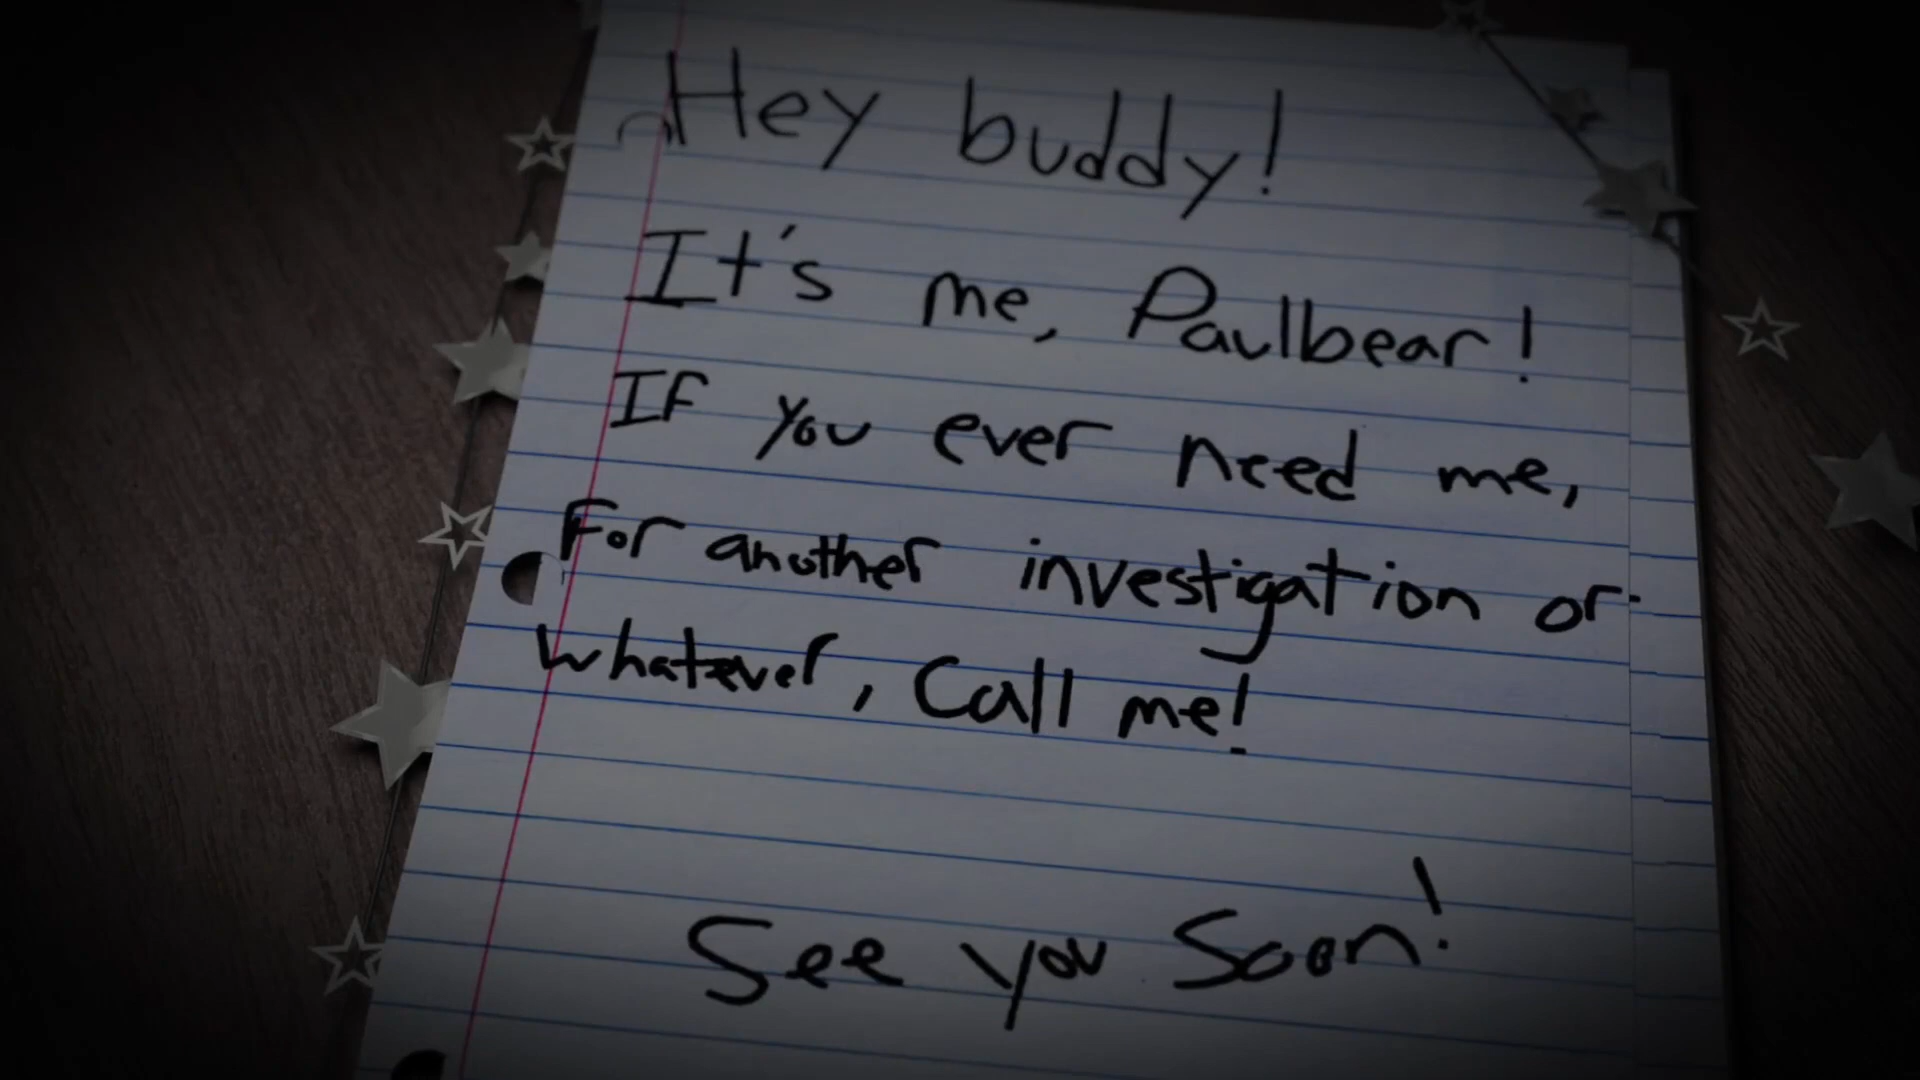 Hey buddy!
It's me, Paulbear!
If you ever need me,
For another investigation or
whatever, Call me!
See you Soon!